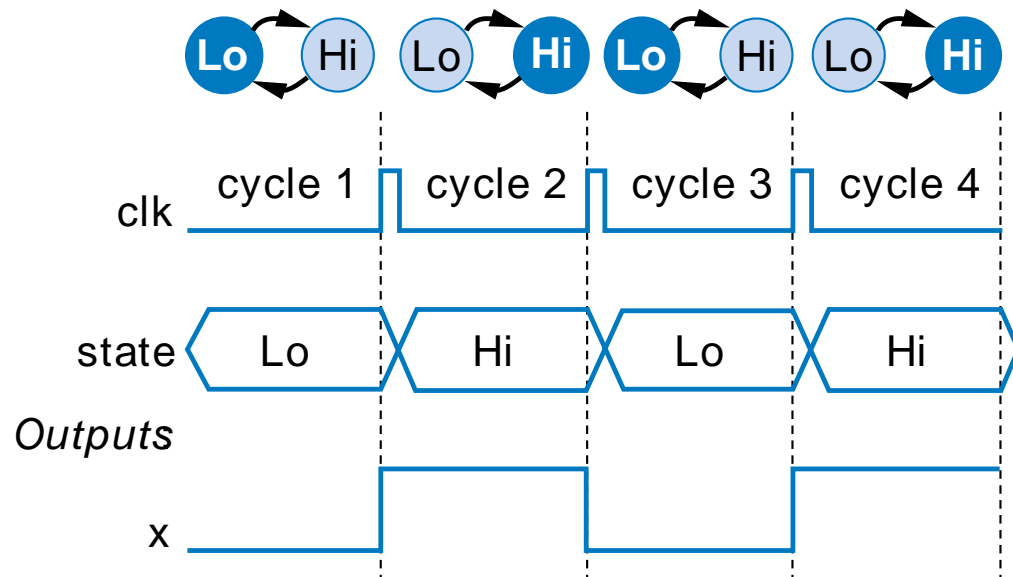 Lo Hi Lo Hi Lo Hi Lo Hi
cycle 1 cycle 2 cycle 3 cycle 4
clk
state Lo Hi Lo Hi
Outputs
x